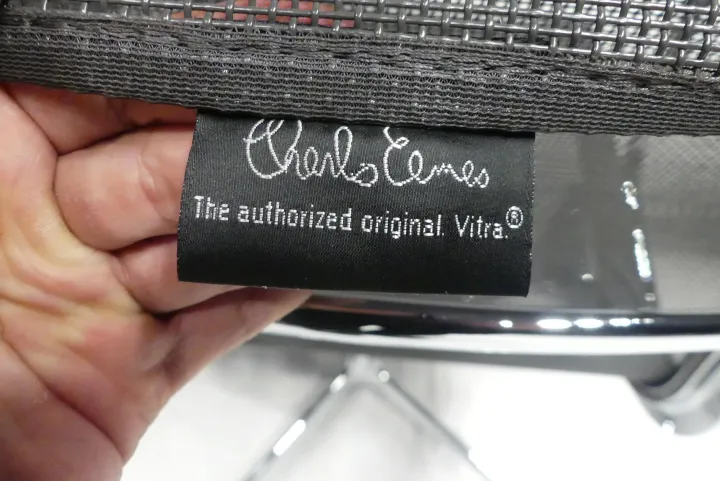 Charles Eames
The authorized original. Vitra.®